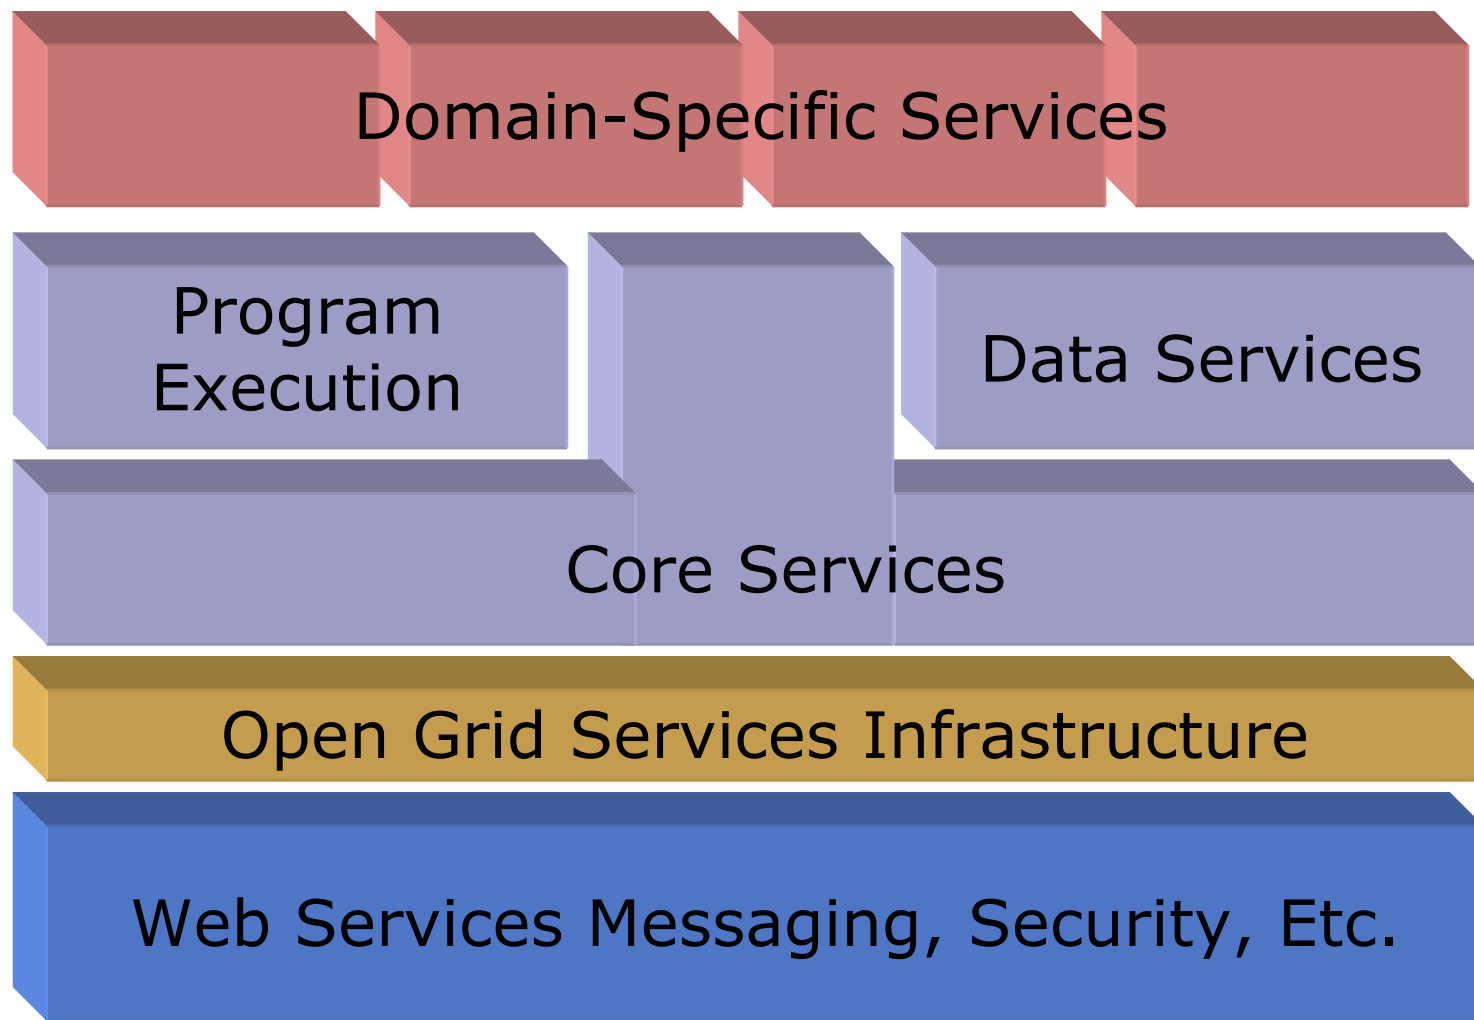 Domain-Specific Services
Program
Execution
Data Services
Core Services
Open Grid Services Infrastructure
Web Services Messaging, Security, Etc.